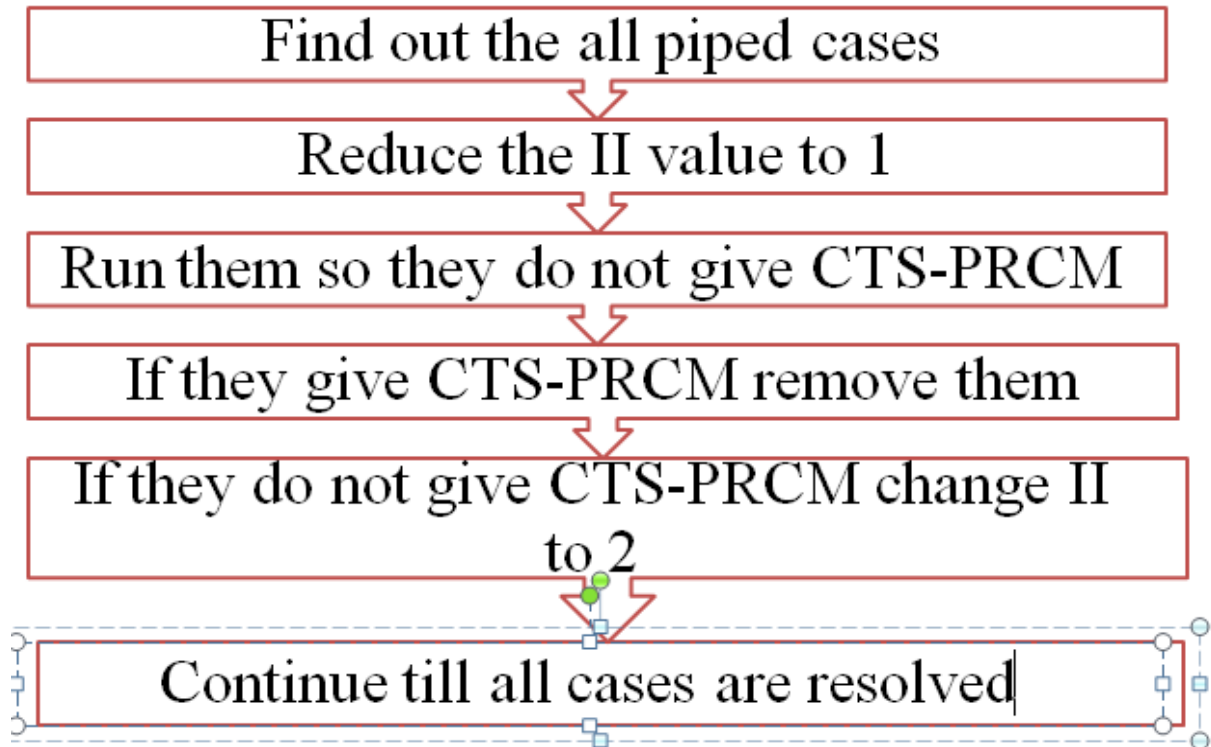 Find out the all piped cases
Reduce the II value to 1
Run them so they do not give CTS-PRCM
If they give CTS-PRCM remove them
If they do not give CTS-PRCM change II
to 2
Continue till all cases are resolved